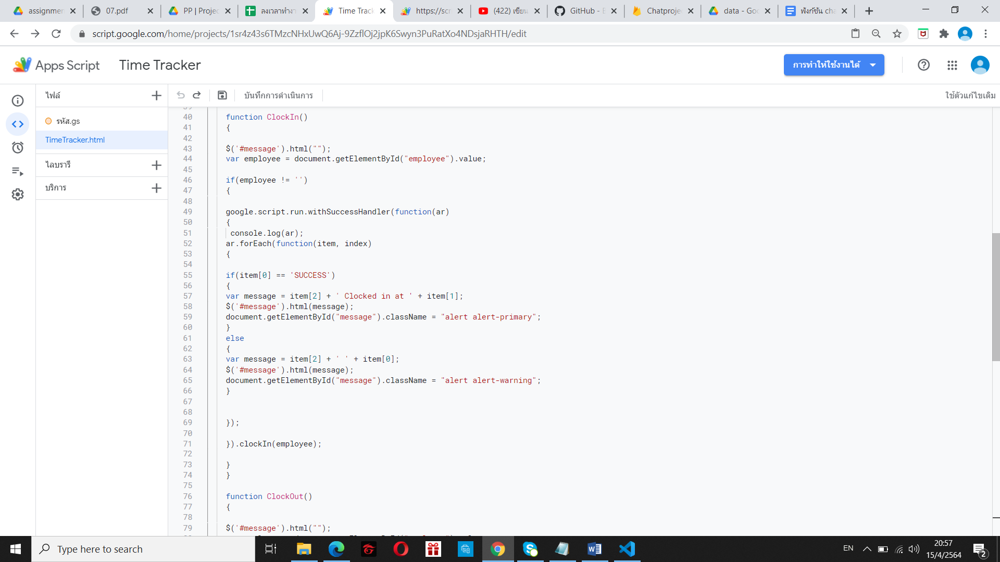 assignmen
07.pdf
PP | Projec
ลงเวลาทำงา
Time Track
https://scr
(422) เขียน
GitHub - E
Chatproje
data - Goo
ฟังก์ชัน cha
script.google.com/home/projects/1sr4z43s6TMzcNHxUwQ6Aj-9ZzflOj2jpK6Swyn3PuRatXo4NDsjaRHTH/edit
Apps Script
Time Tracker
การทำให้ใช้งานได้
ไฟล์
บันทึกการดำเนินการ
ใช้ตัวแก้ไขเดิม
รหัส.gs
TimeTracker.html
ไลบรารี
บริการ
39
40 function ClockIn()
41 {
42
43 $('#message').html("");
44 var employee = document.getElementById("employee").value;
45
46 if(employee != '')
47 {
48
49 google.script.run.withSuccessHandler(function(ar)
50 {
51 console.log(ar);
52 ar.forEach(function(item, index)
53 {
54
55 if(item[0] == 'SUCCESS')
56 {
57 var message = item[2] + ' Clocked in at ' + item[1];
58 $('#message').html(message);
59 document.getElementById("message").className = "alert alert-primary";
60 }
61 else
62 {
63 var message = item[2] + ' ' + item[0];
64 $('#message').html(message);
65 document.getElementById("message").className = "alert alert-warning";
66 }
67
68
69 });
70
71 }).clockIn(employee);
72
73 }
74 }
75
76 function ClockOut()
77 {
78
79 $('#message').html("");
Type here to search
EN
20:57
15/4/2564
2